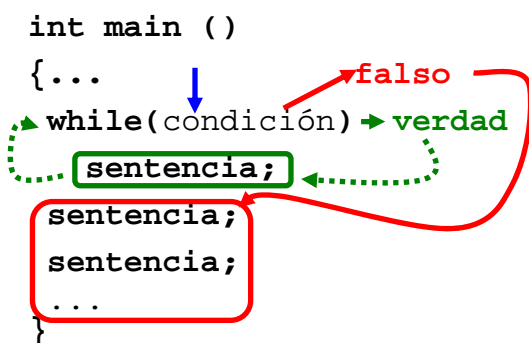 int main ()
{... falso
while(condición) verdad
sentencia;
sentencia;
sentencia;
...
}